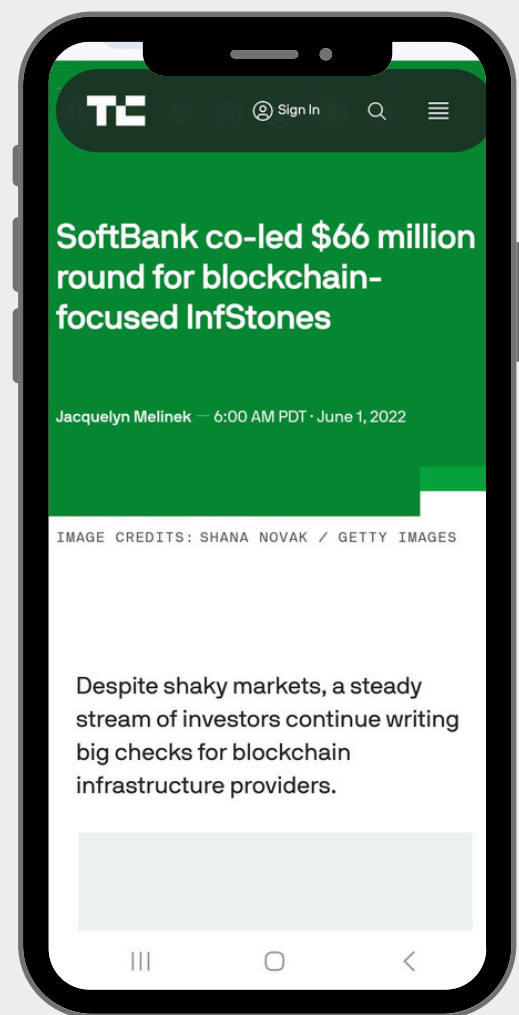 TC
Sign In
SoftBank co-led $66 million
round for blockchain-
focused InfStones
Jacquelyn Melinek — 6:00 AM PDT · June 1, 2022
IMAGE CREDITS: SHANA NOVAK / GETTY IMAGES
Despite shaky markets, a steady
stream of investors continue writing
big checks for blockchain
infrastructure providers.